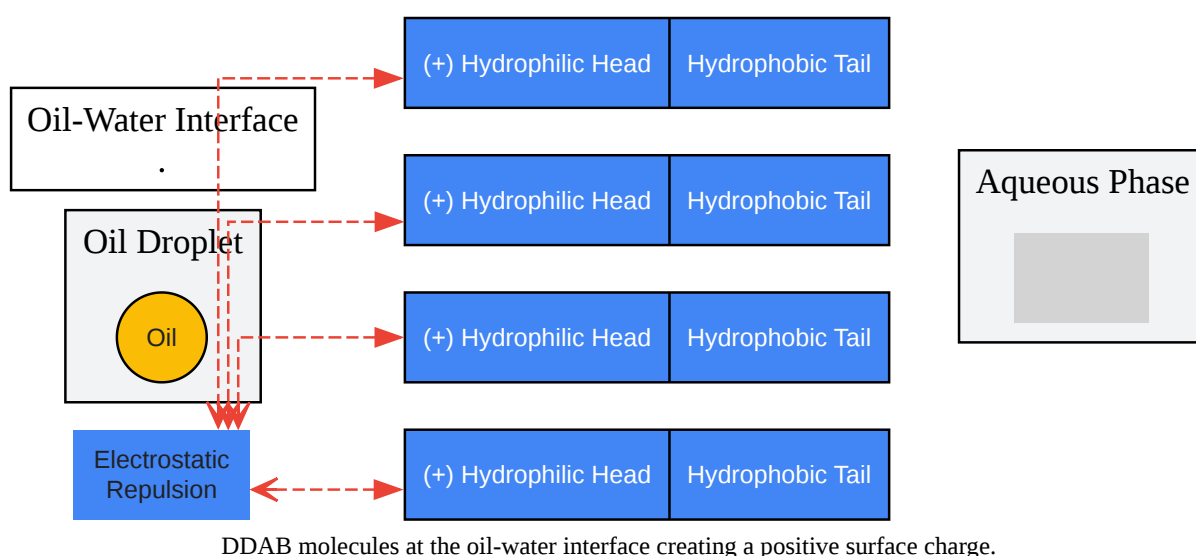 (+) Hydrophilic Head Hydrophobic Tail
Oil-Water Interface
.
(+) Hydrophilic Head Hydrophobic Tail
Aqueous Phase
Oil Droplet
Oil
(+) Hydrophilic Head Hydrophobic Tail
Electrostatic
Repulsion
(+) Hydrophilic Head Hydrophobic Tail
DDAB molecules at the oil-water interface creating a positive surface charge.